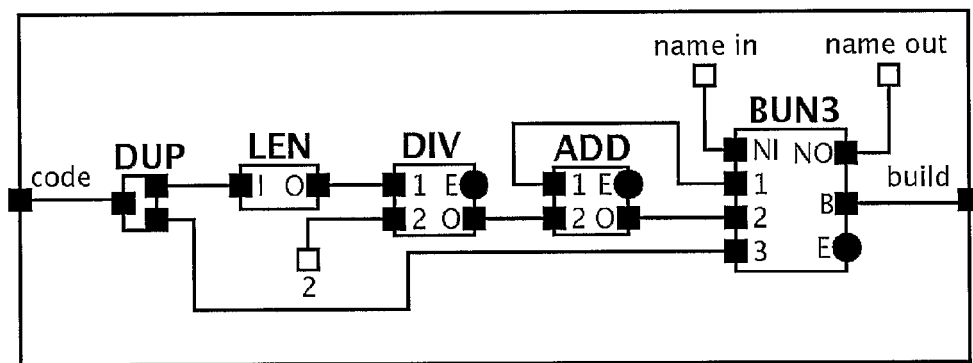 name in
name out
BUN3
DUP
LEN
DIV
ADD
code
I O
1 E
2 O
1 E
2 O
NI NO
1
2
3
B
E
build
2